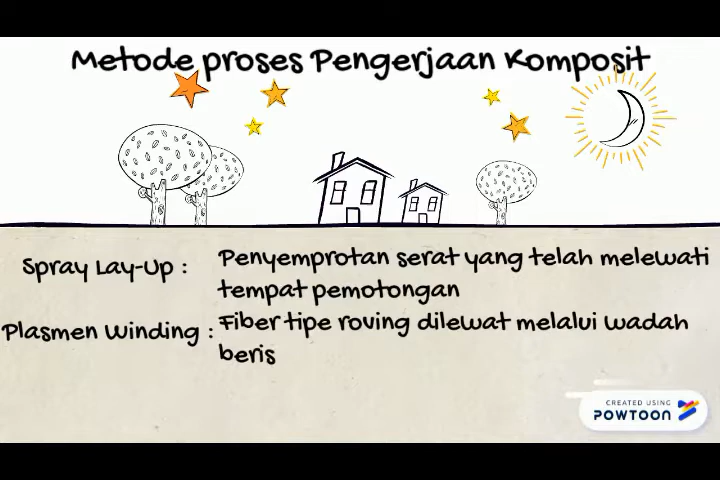 Metode proses Pengerjaan Komposit
Spray Lay-Up : Penyemprotan serat yang telah melewati
tempat pemotongan
Plasmen Winding : Fiber tipe roving dilewat melalui wadah
beris
CREATED USING
POWTOON